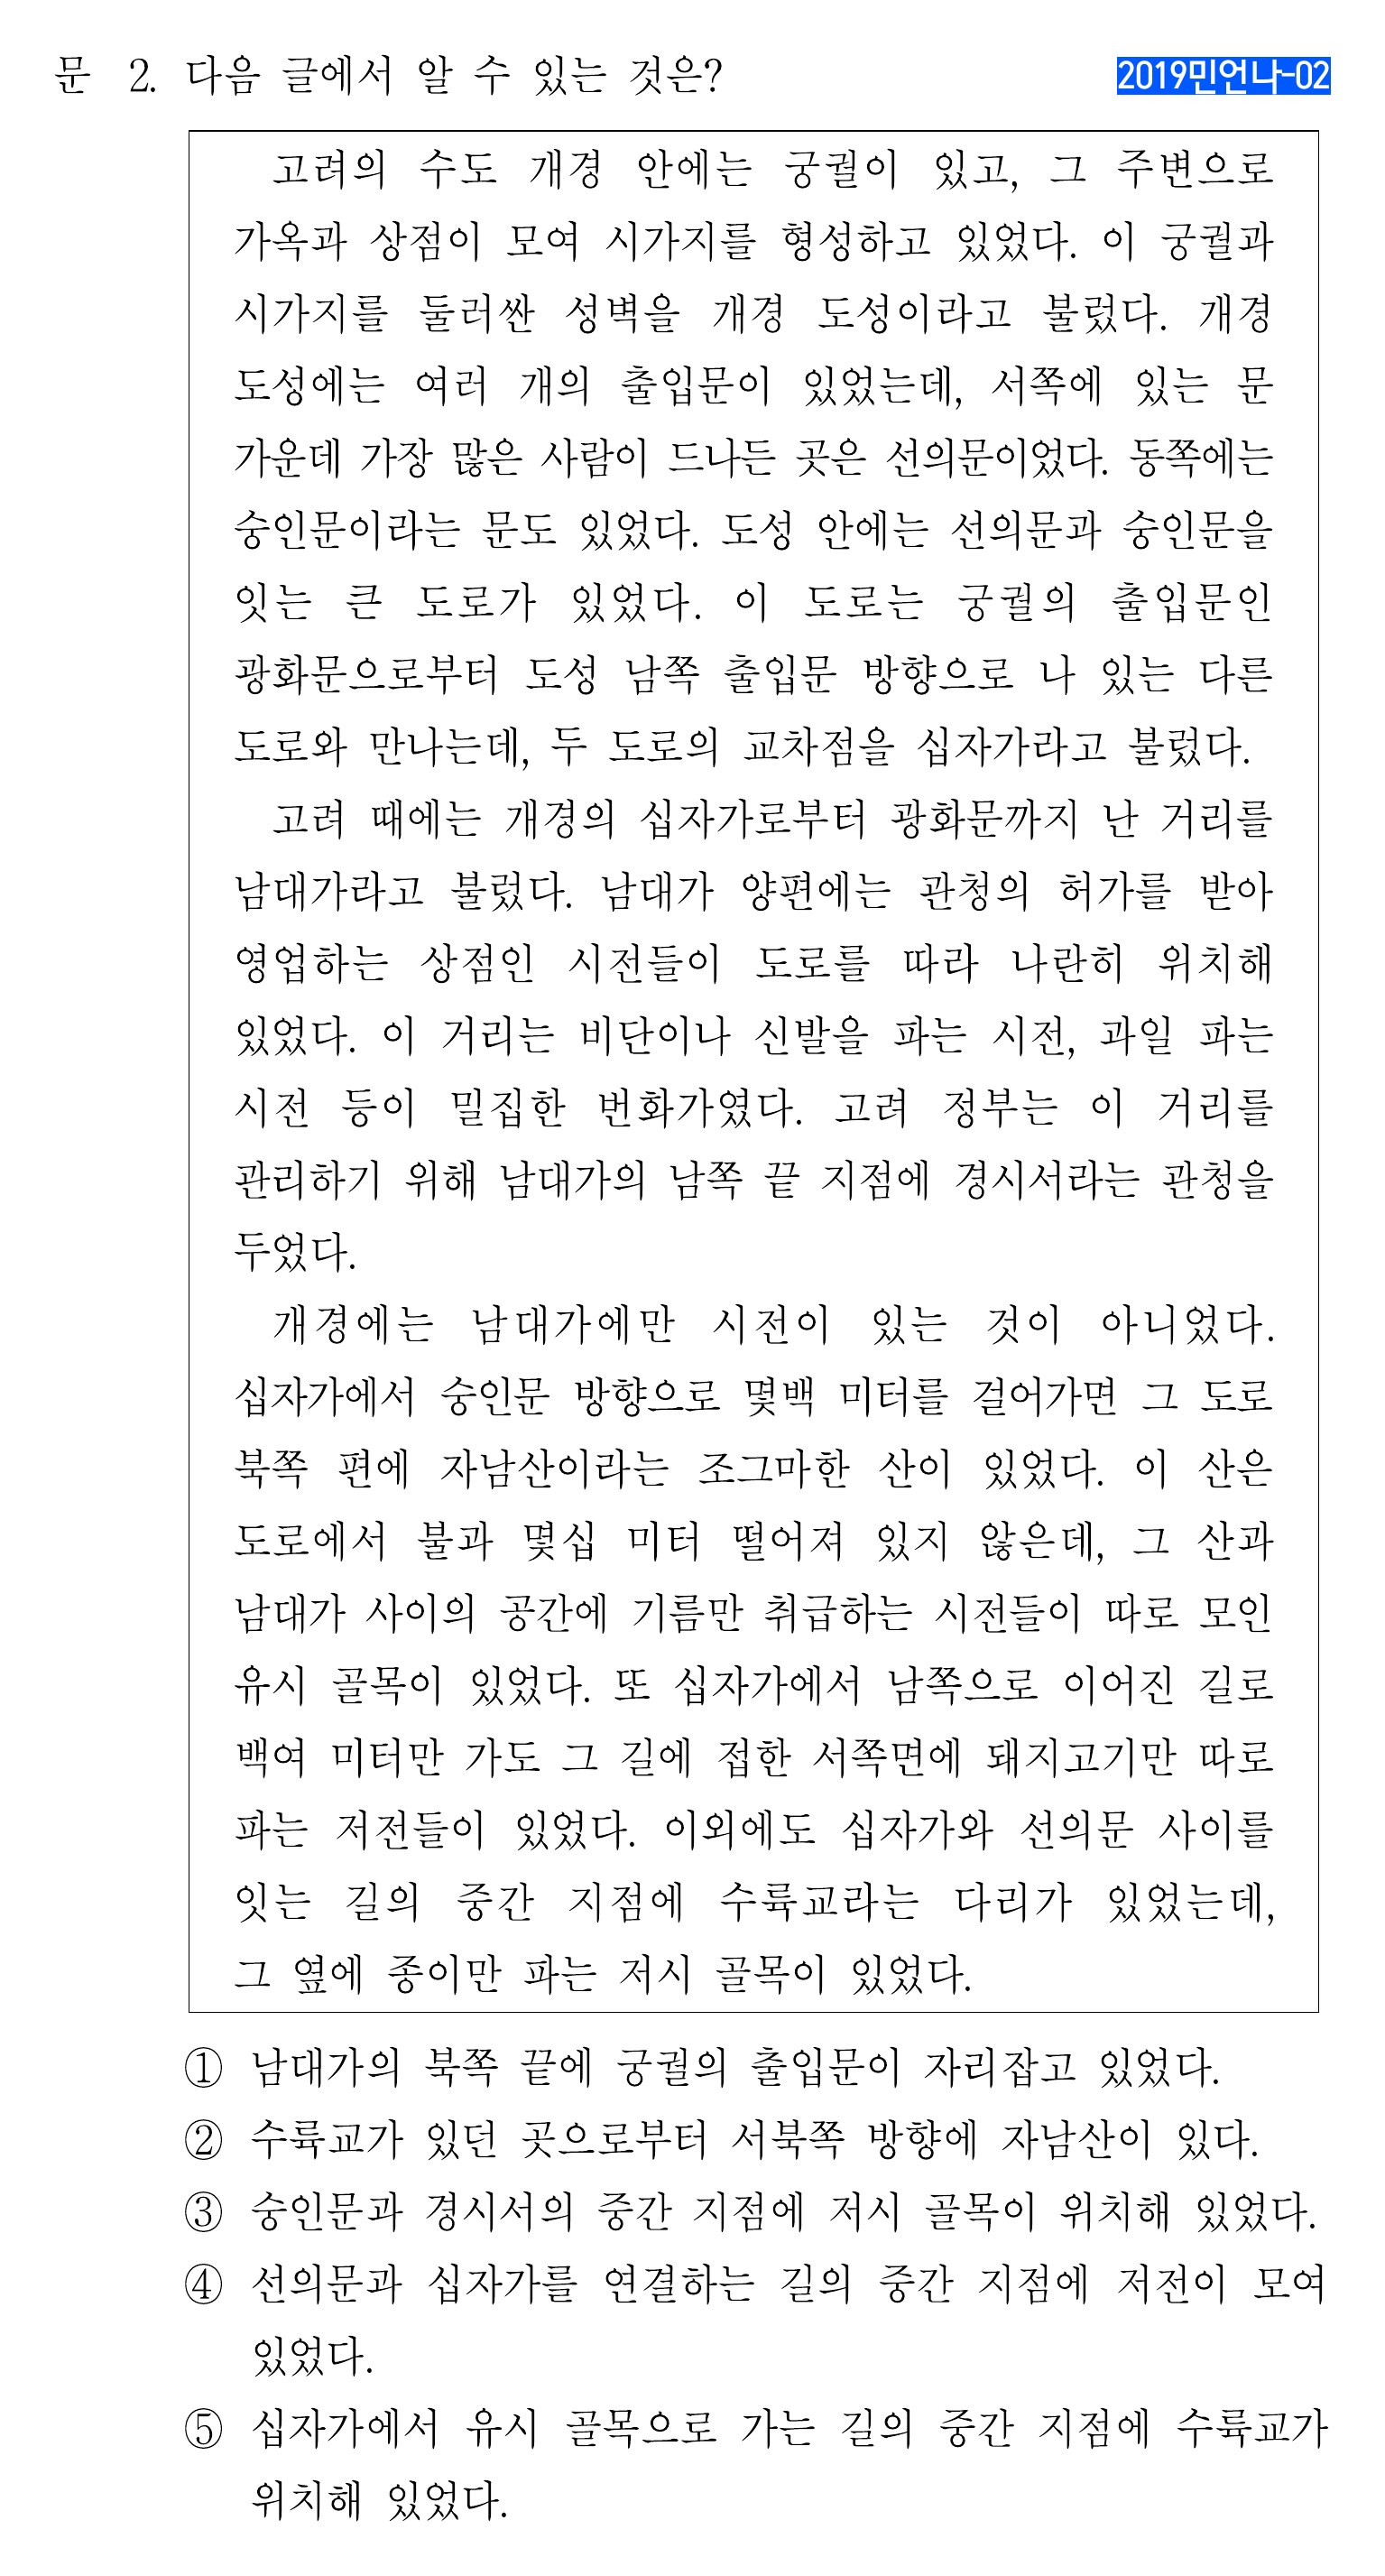 문 2. 다음 글에서 알 수 있는 것은?
2019민언나-02
고려의 수도 개경 안에는 궁궐이 있고, 그 주변으로
가옥과 상점이 모여 시가지를 형성하고 있었다. 이 궁궐과
시가지를 둘러싼 성벽을 개경 도성이라고 불렀다. 개경
도성에는 여러 개의 출입문이 있었는데, 서쪽에 있는 문
가운데 가장 많은 사람이 드나든 곳은 선의문이었다. 동쪽에는
숭인문이라는 문도 있었다. 도성 안에는 선의문과 숭인문을
잇는 큰 도로가 있었다. 이 도로는 궁궐의 출입문인
광화문으로부터 도성 남쪽 출입문 방향으로 나 있는 다른
도로와 만나는데, 두 도로의 교차점을 십자가라고 불렀다.
고려 때에는 개경의 십자가로부터 광화문까지 난 거리를
남대가라고 불렀다. 남대가 양편에는 관청의 허가를 받아
영업하는 상점인 시전들이 도로를 따라 나란히 위치해
있었다. 이 거리는 비단이나 신발을 파는 시전, 과일 파는
시전 등이 밀집한 번화가였다. 고려 정부는 이 거리를
관리하기 위해 남대가의 남쪽 끝 지점에 경시서라는 관청을
두었다.
개경에는 남대가에만 시전이 있는 것이 아니었다.
십자가에서 숭인문 방향으로 몇백 미터를 걸어가면 그 도로
북쪽 편에 자남산이라는 조그마한 산이 있었다. 이 산은
도로에서 불과 몇십 미터 떨어져 있지 않은데, 그 산과
남대가 사이의 공간에 기름만 취급하는 시전들이 따로 모인
유시 골목이 있었다. 또 십자가에서 남쪽으로 이어진 길로
백여 미터만 가도 그 길에 접한 서쪽면에 돼지고기만 따로
파는 저전들이 있었다. 이외에도 십자가와 선의문 사이를
잇는 길의 중간 지점에 수륙교라는 다리가 있었는데,
그 옆에 종이만 파는 저시 골목이 있었다.
① 남대가의 북쪽 끝에 궁궐의 출입문이 자리잡고 있었다.
② 수륙교가 있던 곳으로부터 서북쪽 방향에 자남산이 있다.
③ 숭인문과 경시서의 중간 지점에 저시 골목이 위치해 있었다.
④ 선의문과 십자가를 연결하는 길의 중간 지점에 저전이 모여
있었다.
⑤ 십자가에서 유시 골목으로 가는 길의 중간 지점에 수륙교가
위치해 있었다.